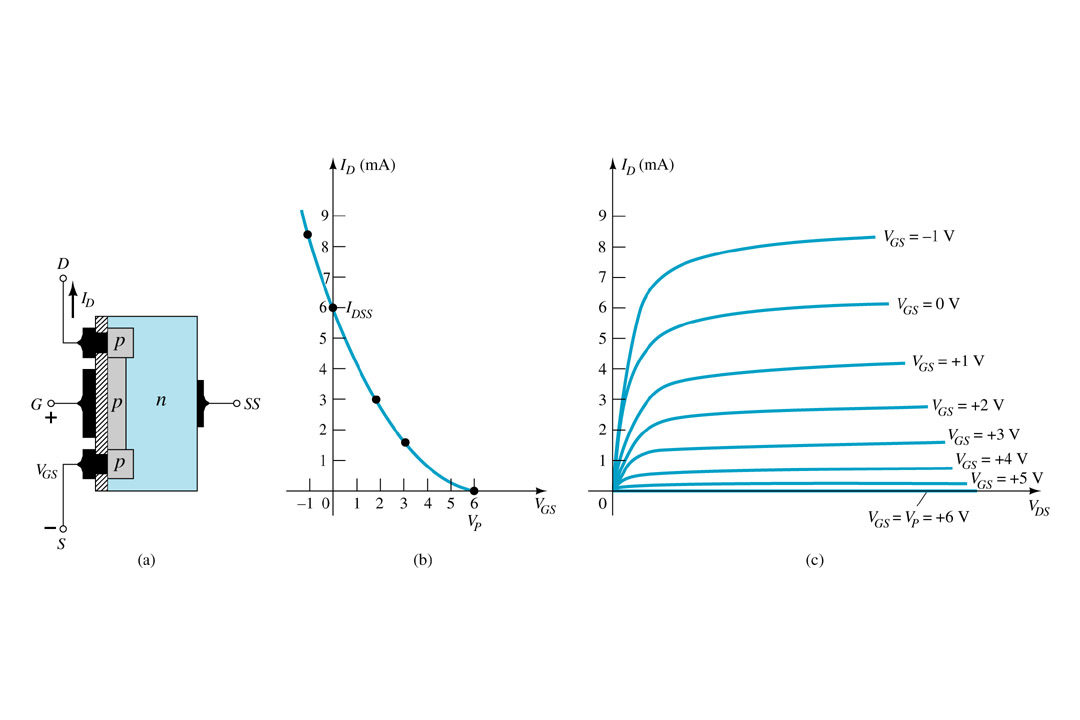 D
I_D
p
p
n
G
+
SS
V_GS
p
−
S
(a)
I_D (mA)
9
8
7
6
I_DSS
5
4
3
2
1
−1 0 1 2 3 4 5 6
V_GS
V_P
(b)
I_D (mA)
9
8
7
6
5
4
3
2
1
0
V_GS = −1 V
V_GS = 0 V
V_GS = +1 V
V_GS = +2 V
V_GS = +3 V
V_GS = +4 V
V_GS = +5 V
V_GS = V_P = +6 V
V_DS
(c)